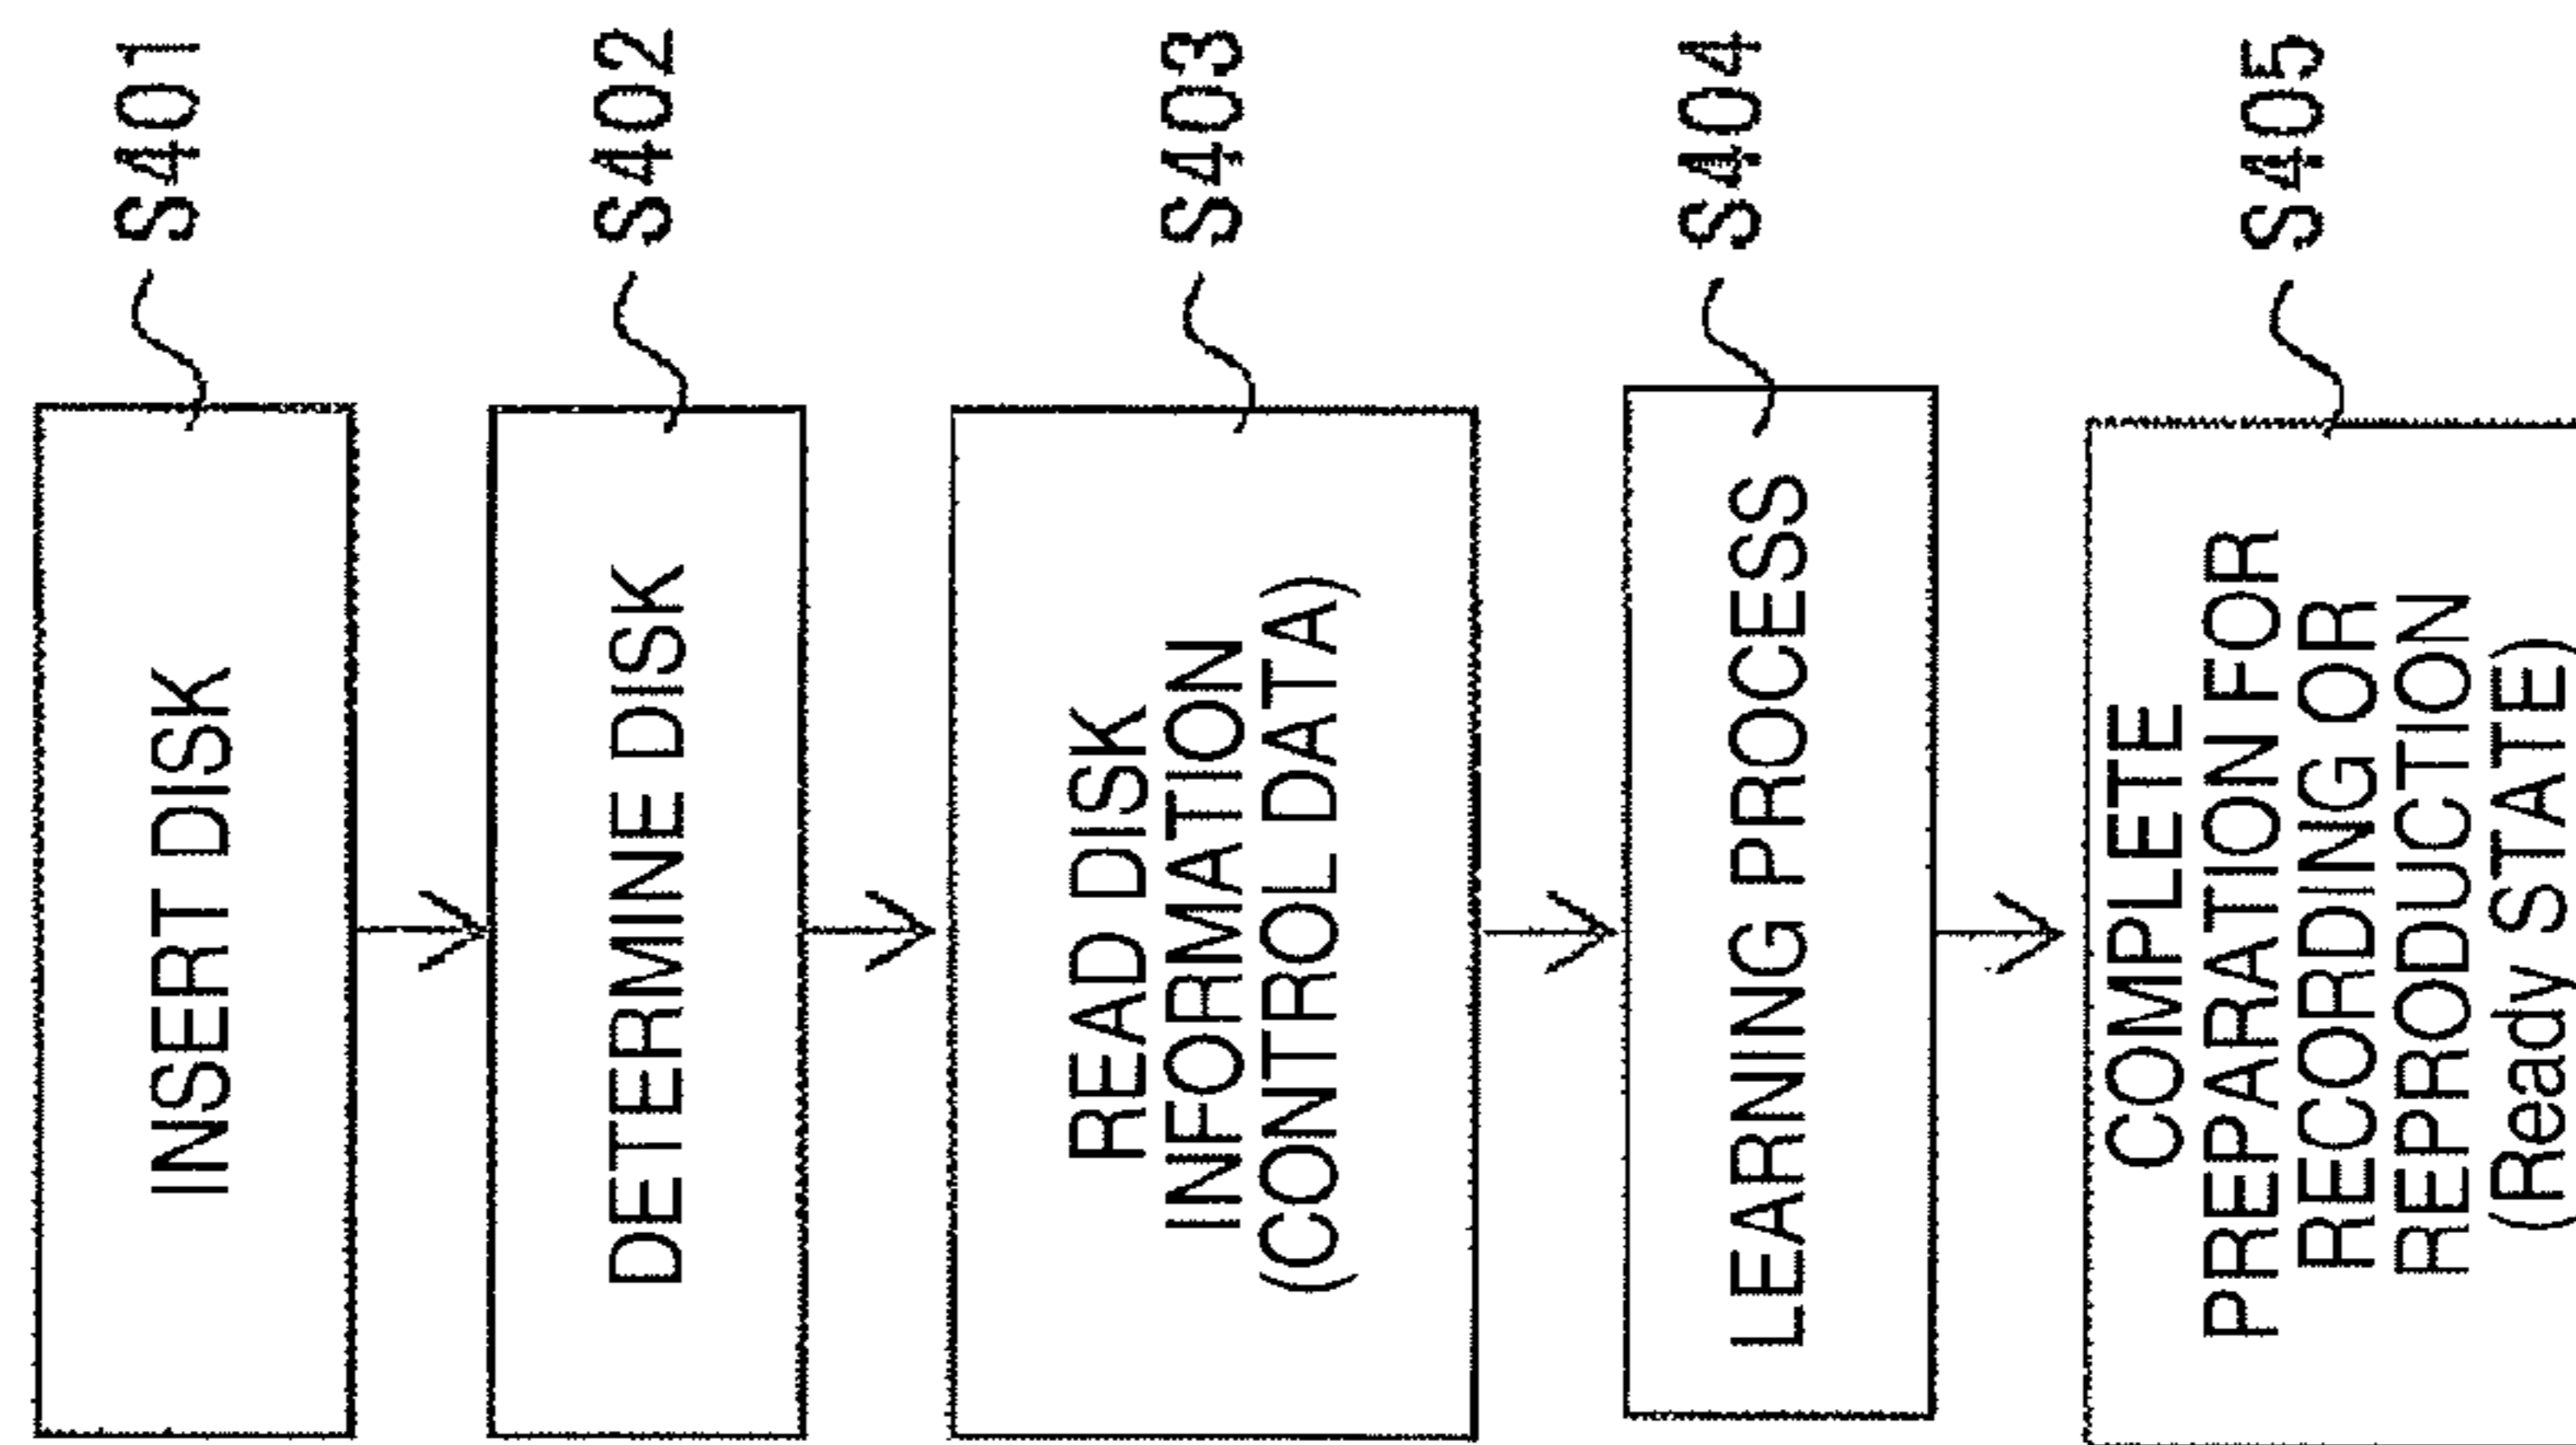 INSERT DISK
S401
DETERMINE DISK
S402
READ DISK
INFORMATION
(CONTROL DATA)
S403
LEARNING PROCESS
S404
COMPLETE
PREPARATION FOR
RECORDING OR
REPRODUCTION
(Ready STATE)
S405